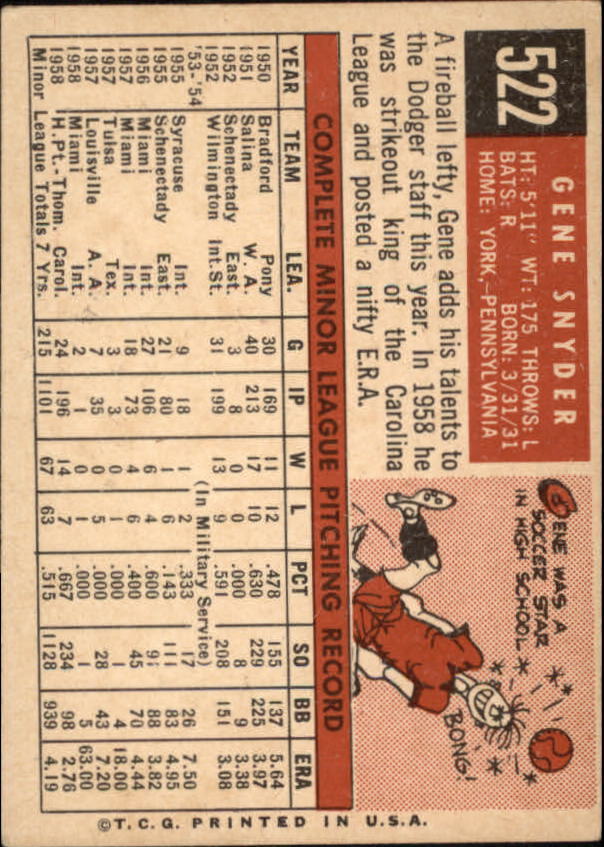 522
GENE SNYDER
HT: 5'11" WT: 175 THROWS: L
BATS: R BORN: 3/31/31
HOME: YORK, PENNSYLVANIA
A fireball lefty, Gene adds his talents to
the Dodger staff this year. In 1958 he
was strikeout king of the Carolina
League and posted a nifty E.R.A.
GENE WAS A
SOCCER STAR
IN HIGH SCHOOL
BONG!
COMPLETE MINOR LEAGUE PITCHING RECORD
YEAR TEAM LEA. G IP W L PCT SO BB ERA
1950 Bradford Pony 30 169 11 12 .478 155 137 5.64
1951 Salina W. A. 40 213 17 10 .630 229 225 3.97
1952 Schenectady East. 3 8 0 0 .000 8 9 3.38
1952 Wilmington Int St. 31 199 13 9 .591 208 151 3.08
'53-'54 (In Military Service)
1955 Syracuse Int. 9 18 1 2 .333 17 26 7.50
1955 Schenectady East. 21 80 1 6 .143 111 83 4.95
1956 Miami Int. 27 106 6 4 .600 91 88 3.82
1957 Miami Int. 18 73 4 6 .400 45 70 4.44
1957 Tulsa Tex. 3 3 0 1 .000 1 4 18.00
1957 Louisville A. A. 7 35 0 5 .000 28 43 7.20
1958 Miami Int. 2 1 0 1 .000 1 5 63.00
1958 H.Pt.-Thom. Carol. 24 196 14 7 .667 234 98 2.76
Minor League Totals 7 Yrs. 215 1101 67 63 .515 1128 939 4.19
©T.C.G. PRINTED IN U.S.A.